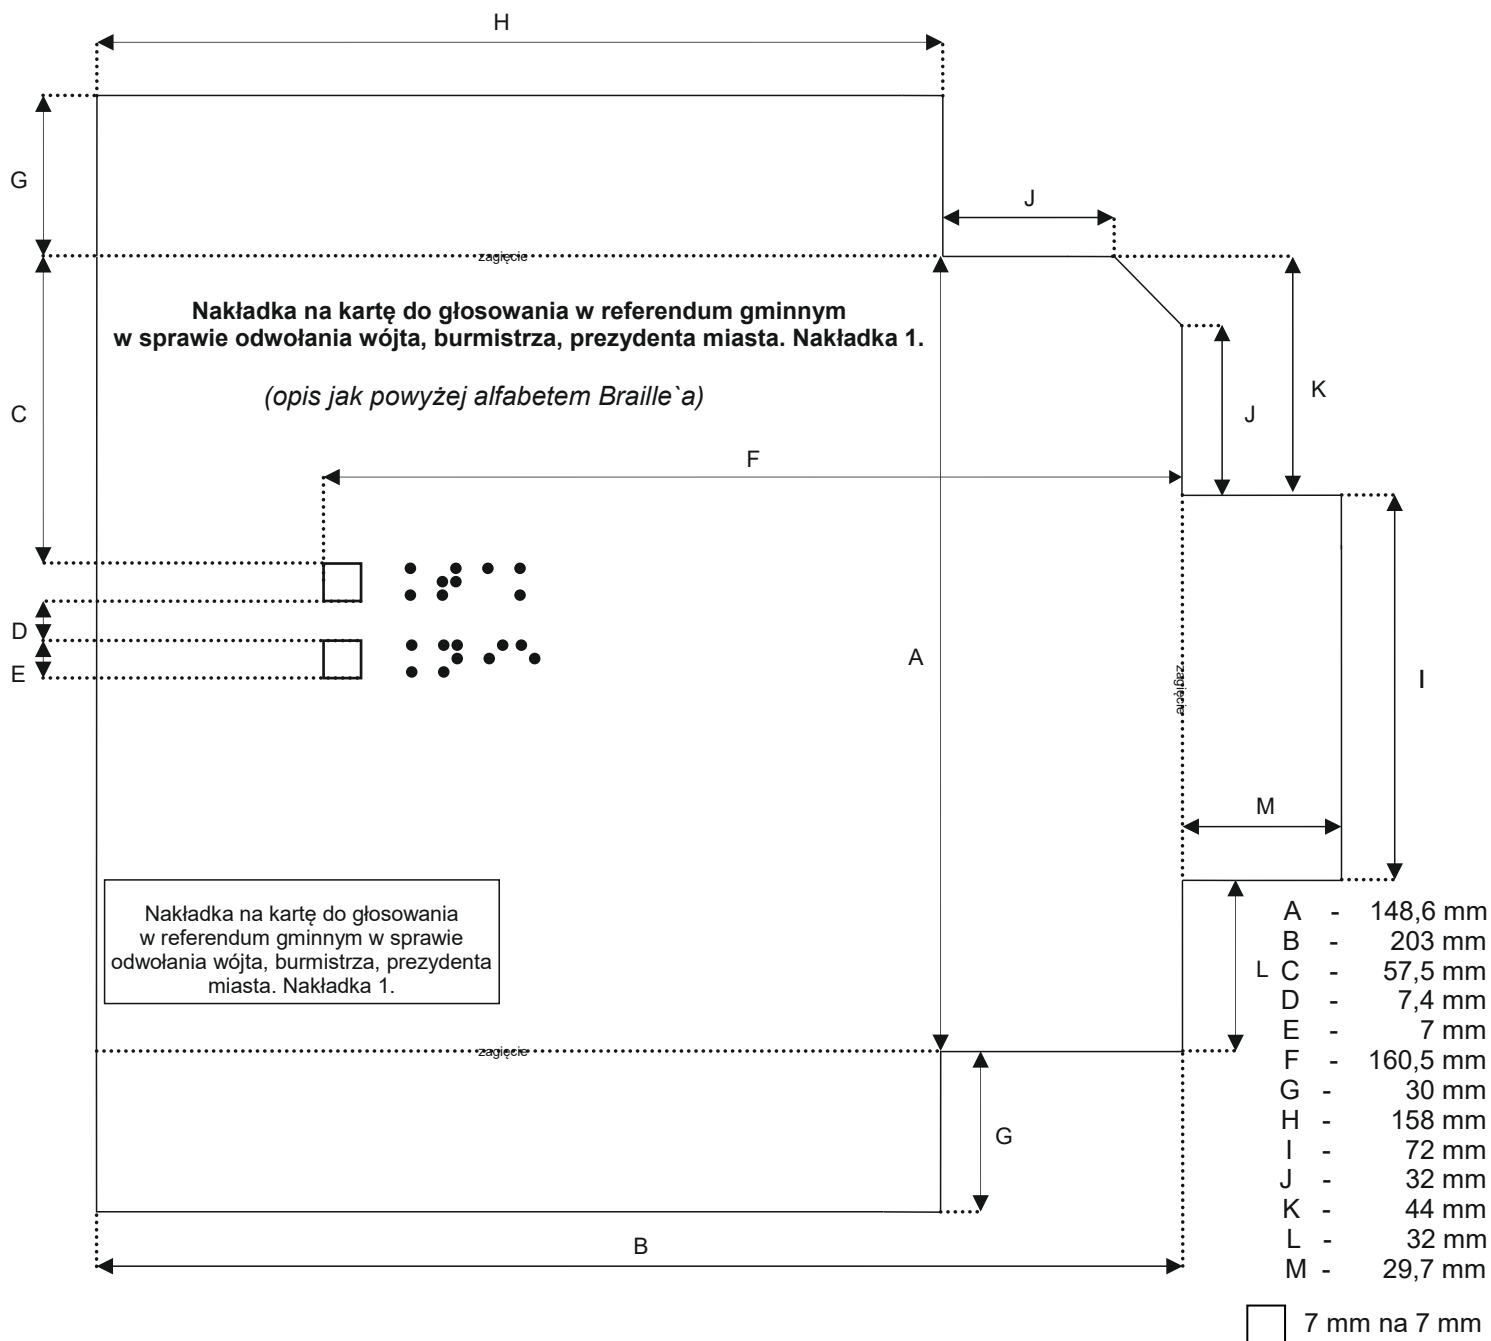 H
G
J
zagięcie
Nakładka na kartę do głosowania w referendum gminnym
w sprawie odwołania wójta, burmistrza, prezydenta miasta. Nakładka 1.
(opis jak powyżej alfabetem Braille`a)
C
K
J
F
D
E
A
zagięcie
I
M
Nakładka na kartę do głosowania
w referendum gminnym w sprawie
odwołania wójta, burmistrza, prezydenta
miasta. Nakładka 1.
L
zagięcie
G
B
A - 148,6 mm
B - 203 mm
C - 57,5 mm
D - 7,4 mm
E - 7 mm
F - 160,5 mm
G - 30 mm
H - 158 mm
I - 72 mm
J - 32 mm
K - 44 mm
L - 32 mm
M - 29,7 mm
7 mm na 7 mm